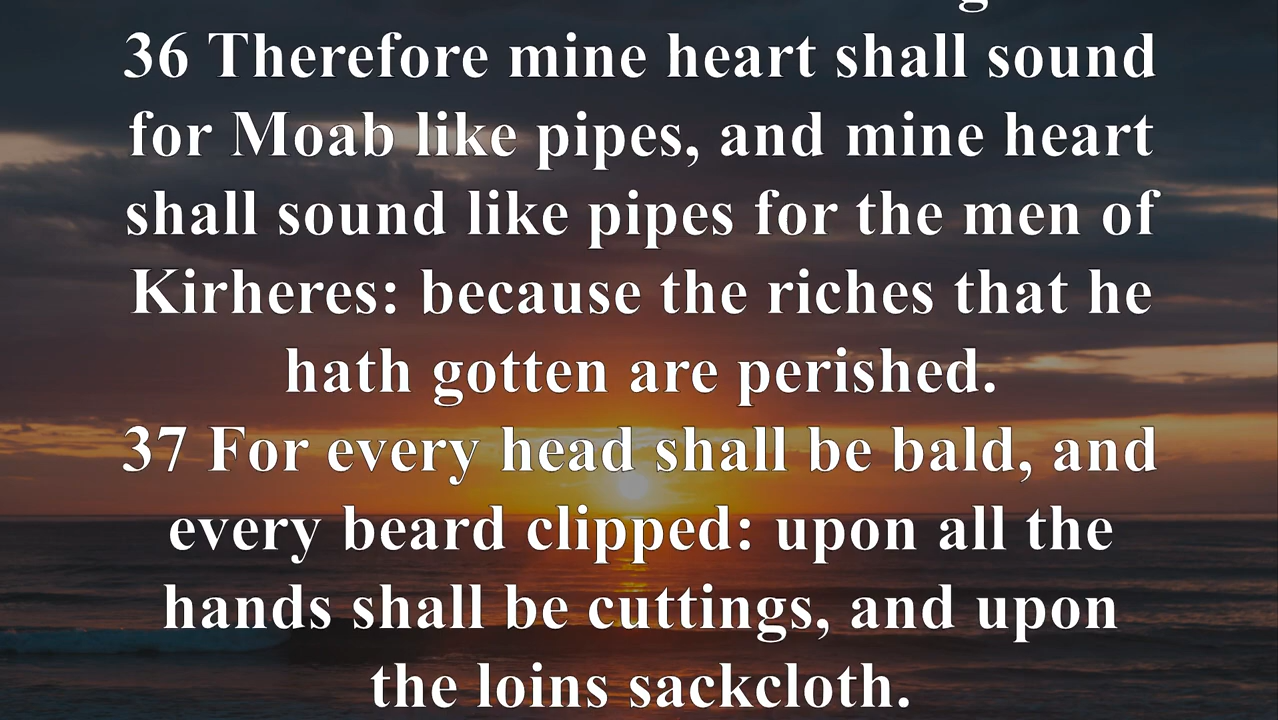 36 Therefore mine heart shall sound
for Moab like pipes, and mine heart
shall sound like pipes for the men of
Kirheres: because the riches that he
hath gotten are perished.
37 For every head shall be bald, and
every beard clipped: upon all the
hands shall be cuttings, and upon
the loins sackcloth.